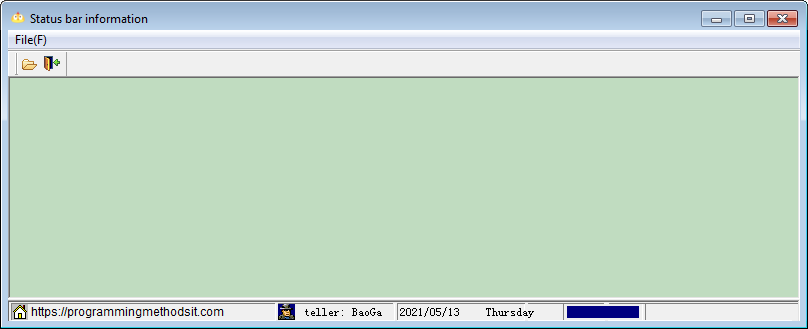 Status bar information
File(F)
https://programmingmethodsit.com teller: BaoGa 2021/05/13 Thursday